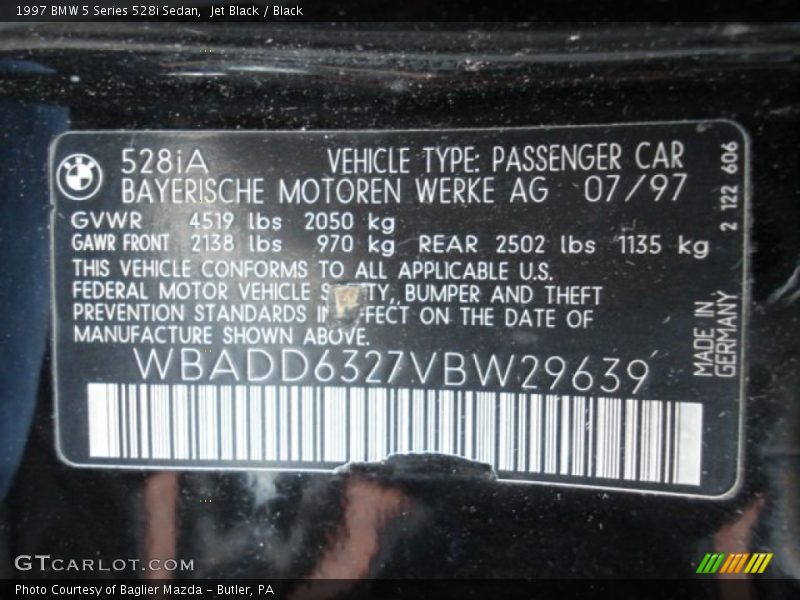 1997 BMW 5 Series 528i Sedan, Jet Black / Black
528iA VEHICLE TYPE: PASSENGER CAR
BAYERISCHE MOTOREN WERKE AG 07/97
GVWR 4519 lbs 2050 kg
GAWR FRONT 2138 lbs 970 kg REAR 2502 lbs 1135 kg
THIS VEHICLE CONFORMS TO ALL APPLICABLE U.S.
FEDERAL MOTOR VEHICLE S TY, BUMPER AND THEFT
PREVENTION STANDARDS I FECT ON THE DATE OF
MANUFACTURE SHOWN ABOVE.
WBADD6327VBW29639
2 122 606
MADE IN
GERMANY
GTCARLOT.COM
Photo Courtesy of Baglier Mazda – Butler, PA